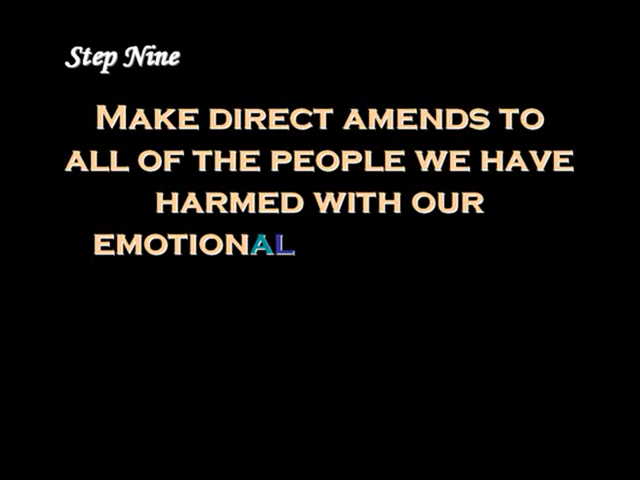 Step Nine
Make direct amends to
all of the people we have
harmed with our
emotional